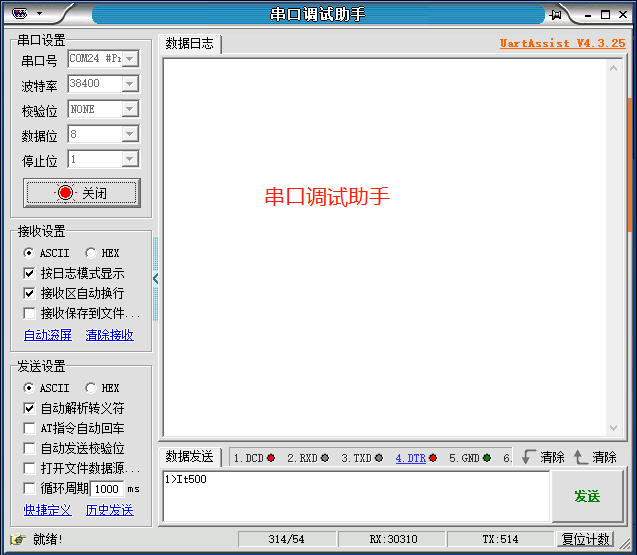 串口调试助手
串口设置
串口号 COM24 #Pr
波特率 38400
校验位 NONE
数据位 8
停止位 1
关闭
接收设置
ASCII HEX
按日志模式显示
接收区自动换行
接收保存到文件...
自动滚屏 清除接收
发送设置
ASCII HEX
自动解析转义符
AT指令自动回车
自动发送校验位
打开文件数据源...
循环周期 1000 ms
快捷定义 历史发送
数据日志 UartAssist V4.3.25
串口调试助手
数据发送 1.DCD 2.RXD 3.TXD 4.DTR 5.GND 6. 清除 清除
1>It500
发送
就绪! 314/54 RX:30310 TX:514 复位计数